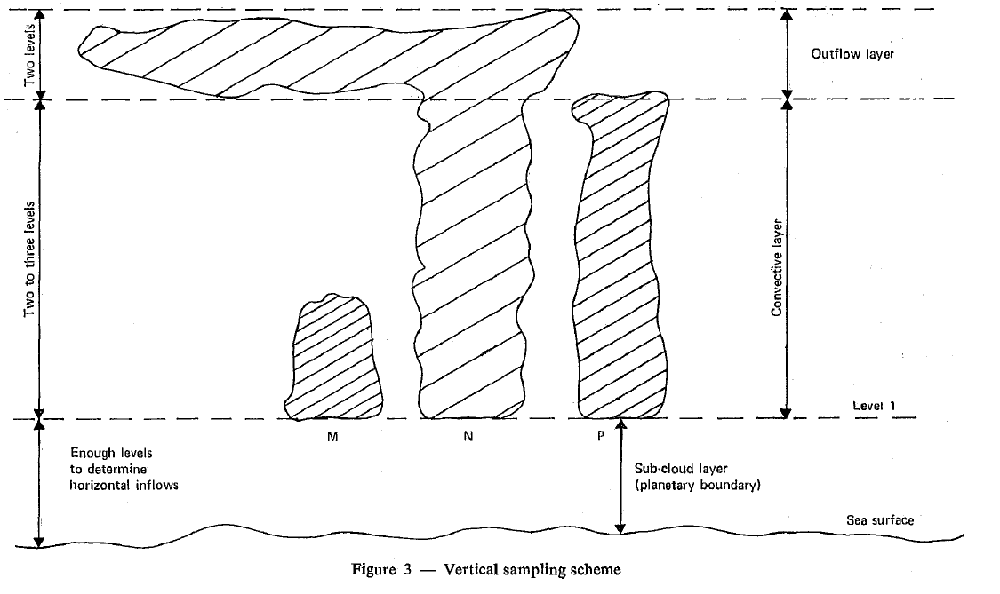 Two levels
Outflow layer
Two to three levels
Convective layer
Level 1
M
N
P
Enough levels
to determine
horizontal inflows
Sub-cloud layer
(planetary boundary)
Sea surface
Figure 3 — Vertical sampling scheme